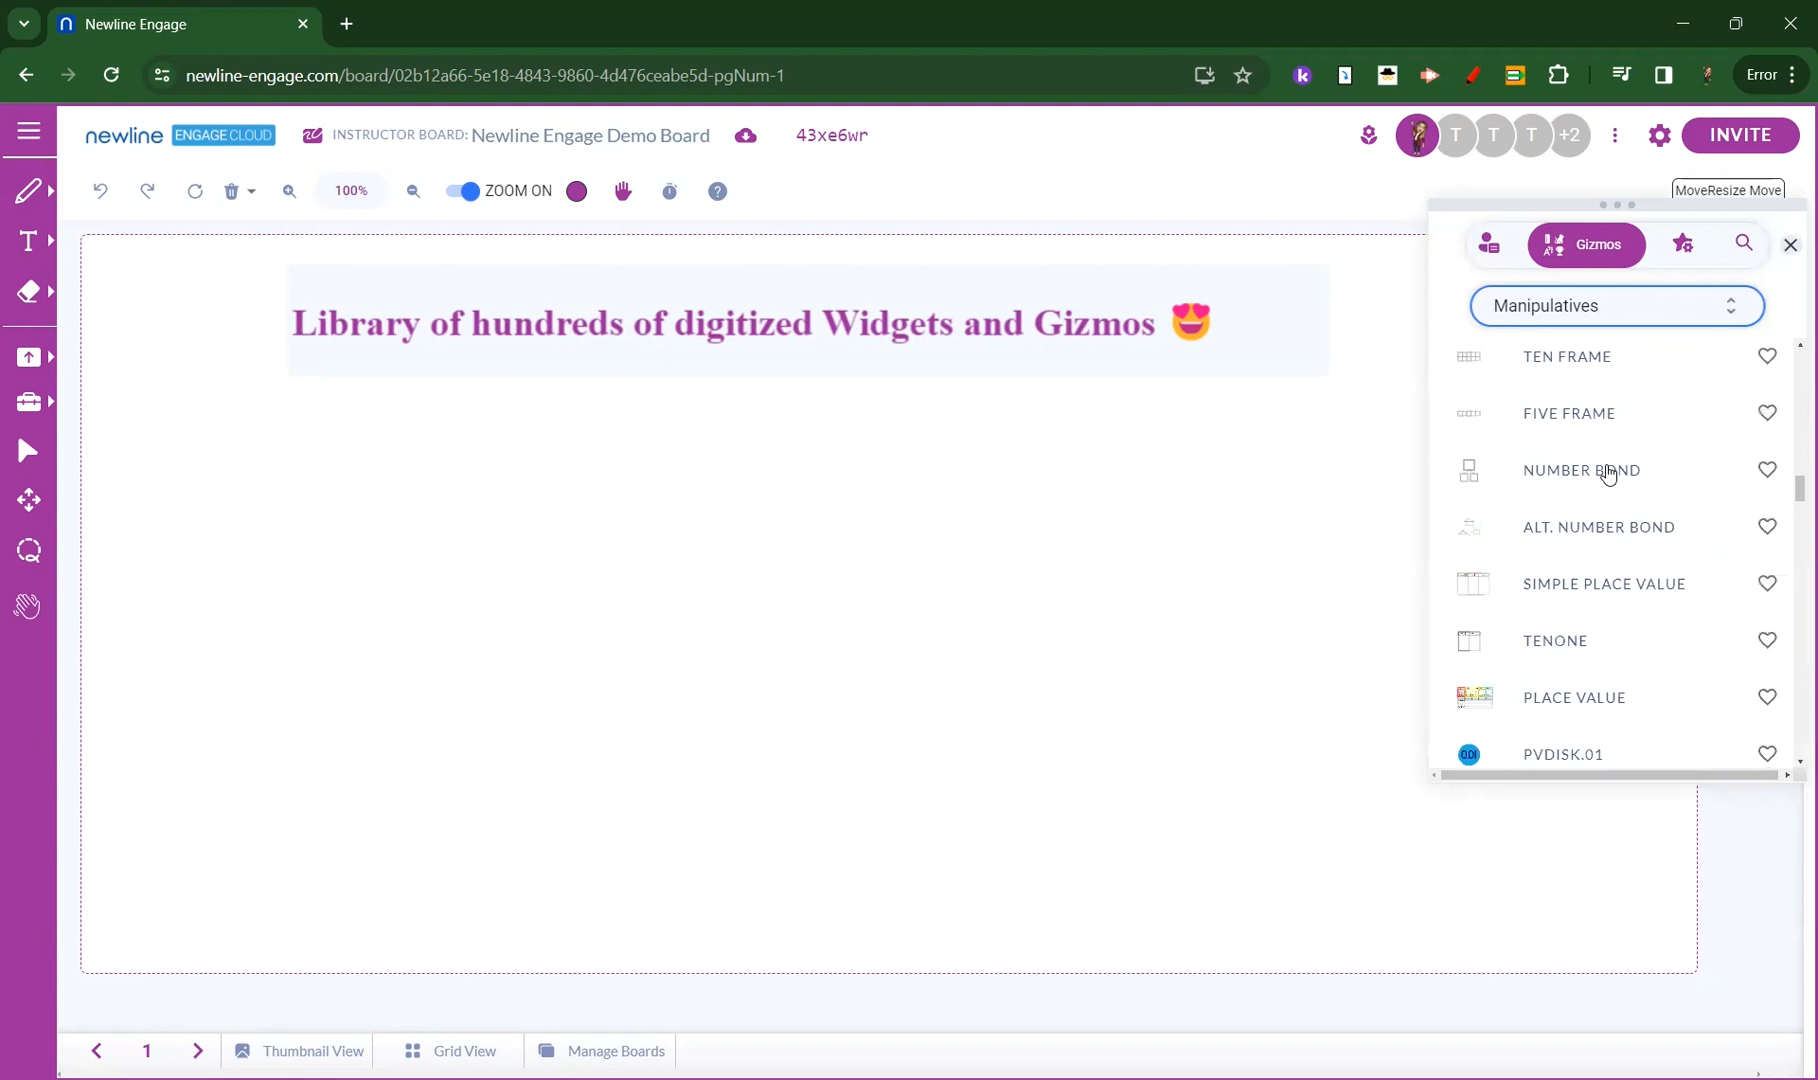 Newline Engage
newline-engage.com/board/02b12a66-5e18-4843-9860-4d476ceabe5d-pgNum-1
Error
newline ENGAGE CLOUD
INSTRUCTOR BOARD: Newline Engage Demo Board
43xe6wr
T T T +2
INVITE
100%
ZOOM ON
MoveResize Move
T
Gizmos
Manipulatives
Library of hundreds of digitized Widgets and Gizmos 😍
TEN FRAME
FIVE FRAME
NUMBER BOND
ALT. NUMBER BOND
SIMPLE PLACE VALUE
TENONE
PLACE VALUE
0.01 PVDISK.01
1
Thumbnail View
Grid View
Manage Boards